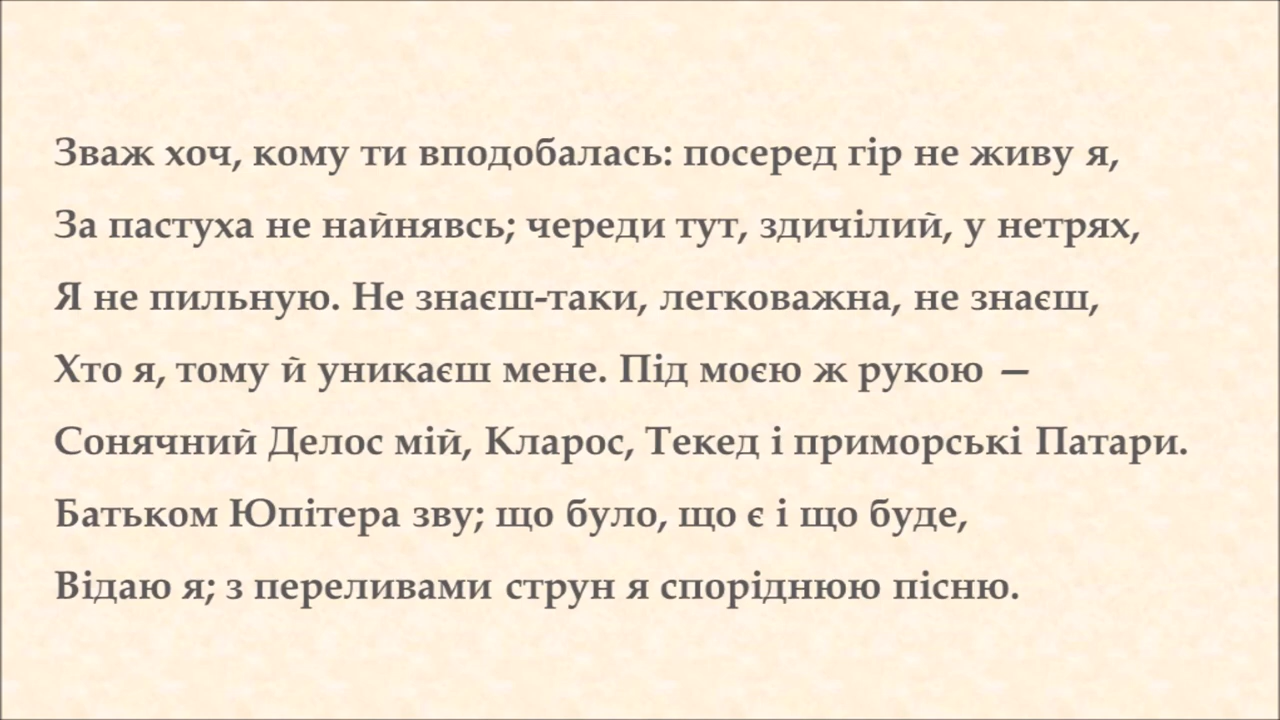 Зваж хоч, кому ти вподобалась: посеред гір не живу я,
За пастуха не найнявсь; череди тут, здичілий, у нетрях,
Я не пильную. Не знаєш-таки, легковажна, не знаєш,
Хто я, тому й уникаєш мене. Під моєю ж рукою —
Сонячний Делос мій, Кларос, Текед і приморські Патари.
Батьком Юпітера зву; що було, що є і що буде,
Відаю я; з переливами струн я споріднюю пісню.